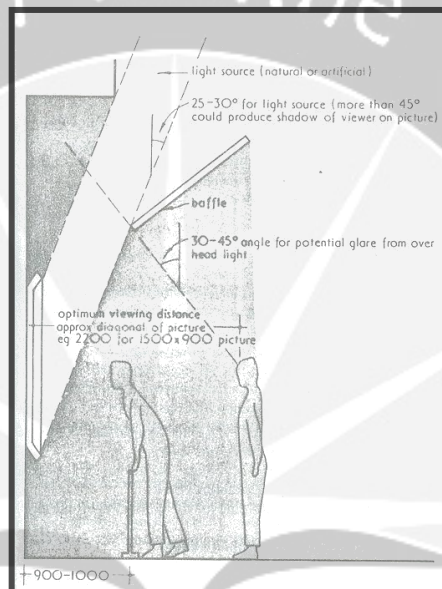 light source (natural or artificial)
25-30° for light source (more than 45°
could produce shadow of viewer on picture)
baffle
30-45° angle for potential glare from over
head light
optimum viewing distance
approx diagonal of picture
eg 2200 for 1500 x 900 picture
900-1000